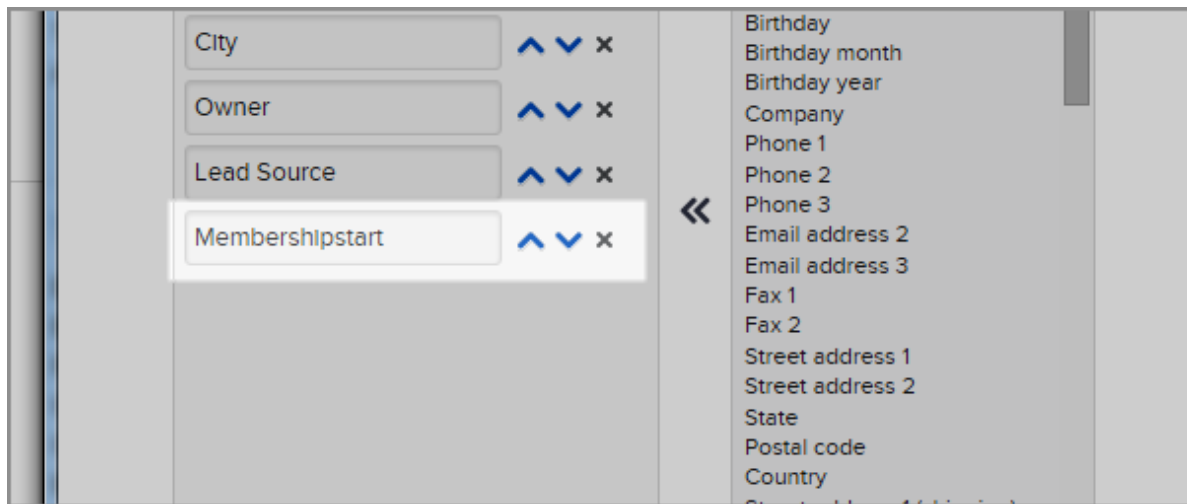 City
Owner
Lead Source
Membershipstart
Birthday
Birthday month
Birthday year
Company
Phone 1
Phone 2
Phone 3
Email address 2
Email address 3
Fax 1
Fax 2
Street address 1
Street address 2
State
Postal code
Country